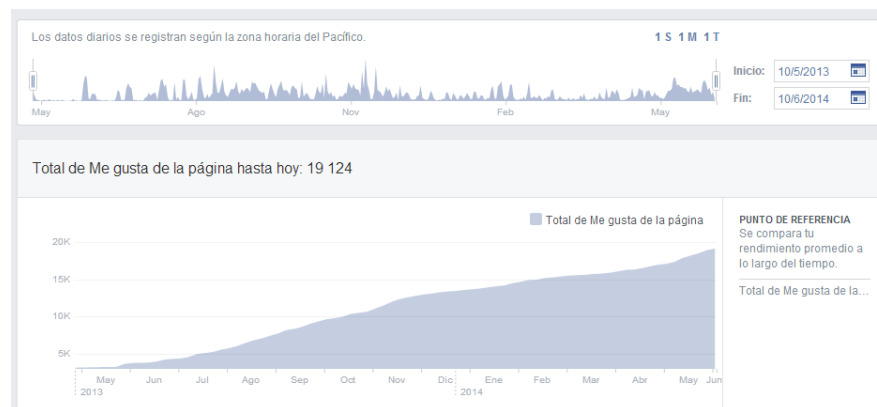 Los datos diarios se registran según la zona horaria del Pacífico.
1 S 1 M 1 T
Inicio: 10/5/2013
Fin: 10/6/2014
May Ago Nov Feb May
Total de Me gusta de la página hasta hoy: 19 124
Total de Me gusta de la página
20K
15K
10K
5K
May Jun Jul Ago Sep Oct Nov Dic Ene Feb Mar Abr May Jun
2013 2014
PUNTO DE REFERENCIA
Se compara tu
rendimiento promedio a
lo largo del tiempo.
Total de Me gusta de la...